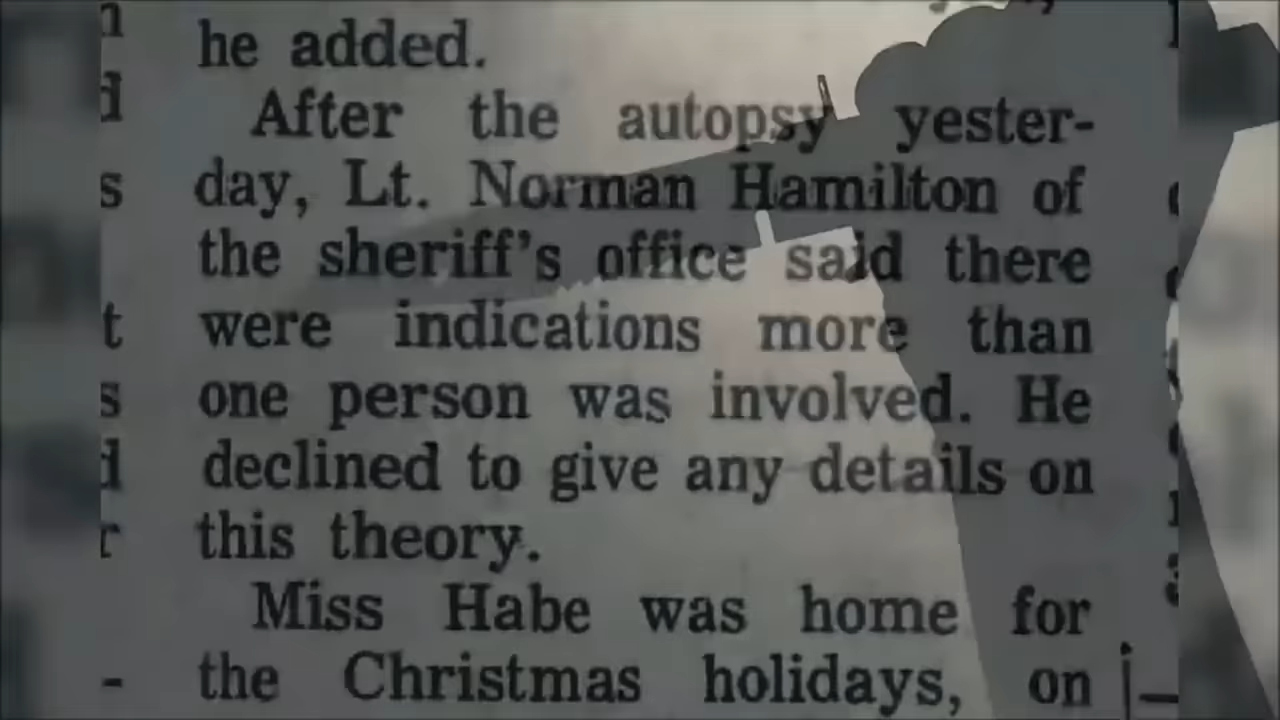 he added.
After the autopsy yester-
day, Lt. Norman Hamilton of
the sheriff's office said there
were indications more than
one person was involved. He
declined to give any details on
this theory.
Miss Habe was home for
the Christmas holidays, on